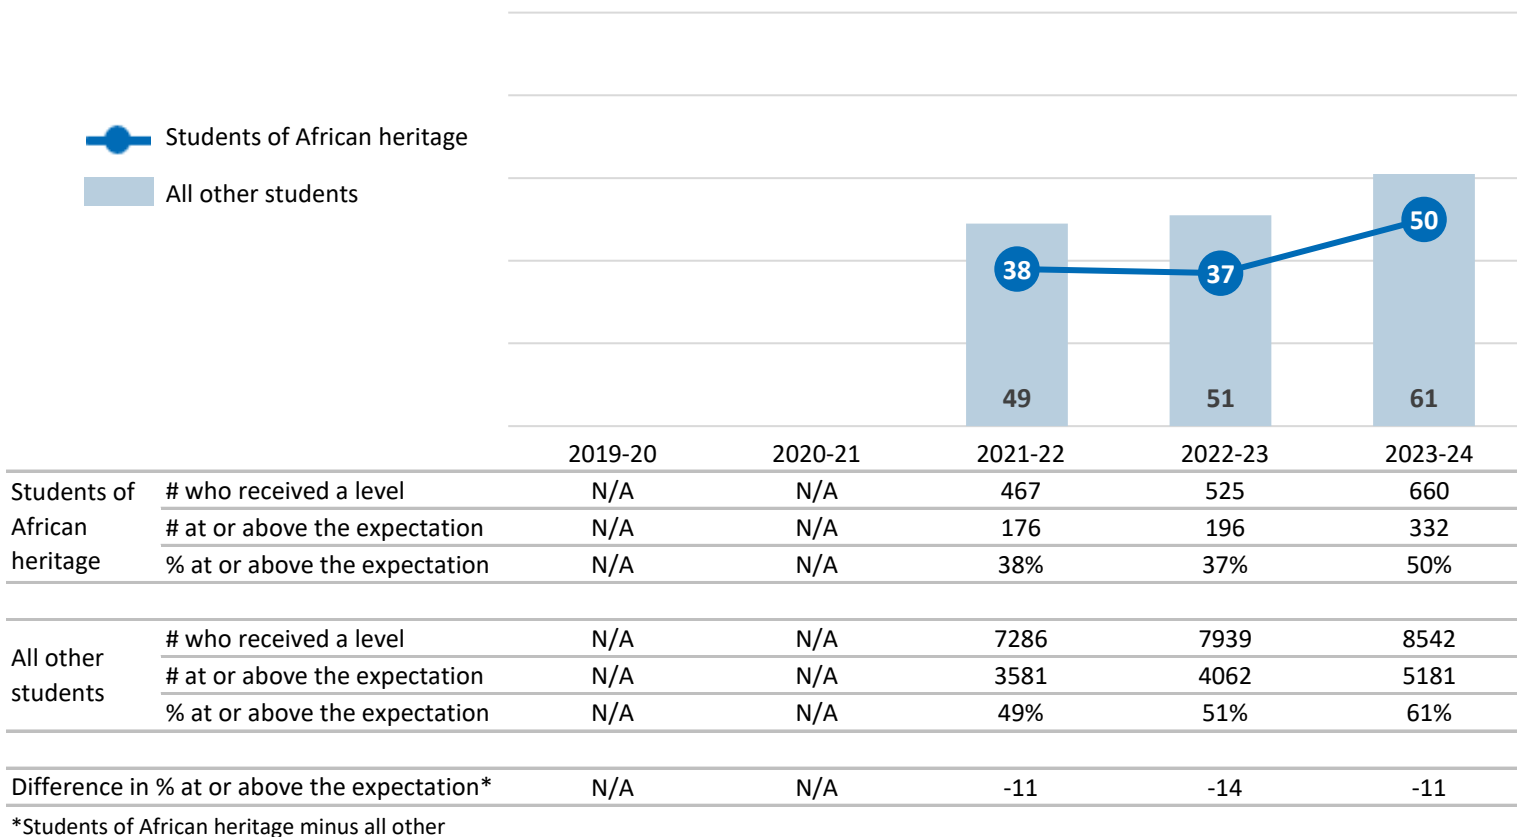 Students of African heritage
All other students
38
37
50
49
51
61
2019-20 2020-21 2021-22 2022-23 2023-24
Students of African heritage
# who received a level N/A N/A 467 525 660
# at or above the expectation N/A N/A 176 196 332
% at or above the expectation N/A N/A 38% 37% 50%
All other students
# who received a level N/A N/A 7286 7939 8542
# at or above the expectation N/A N/A 3581 4062 5181
% at or above the expectation N/A N/A 49% 51% 61%
Difference in % at or above the expectation* N/A N/A -11 -14 -11
*Students of African heritage minus all other